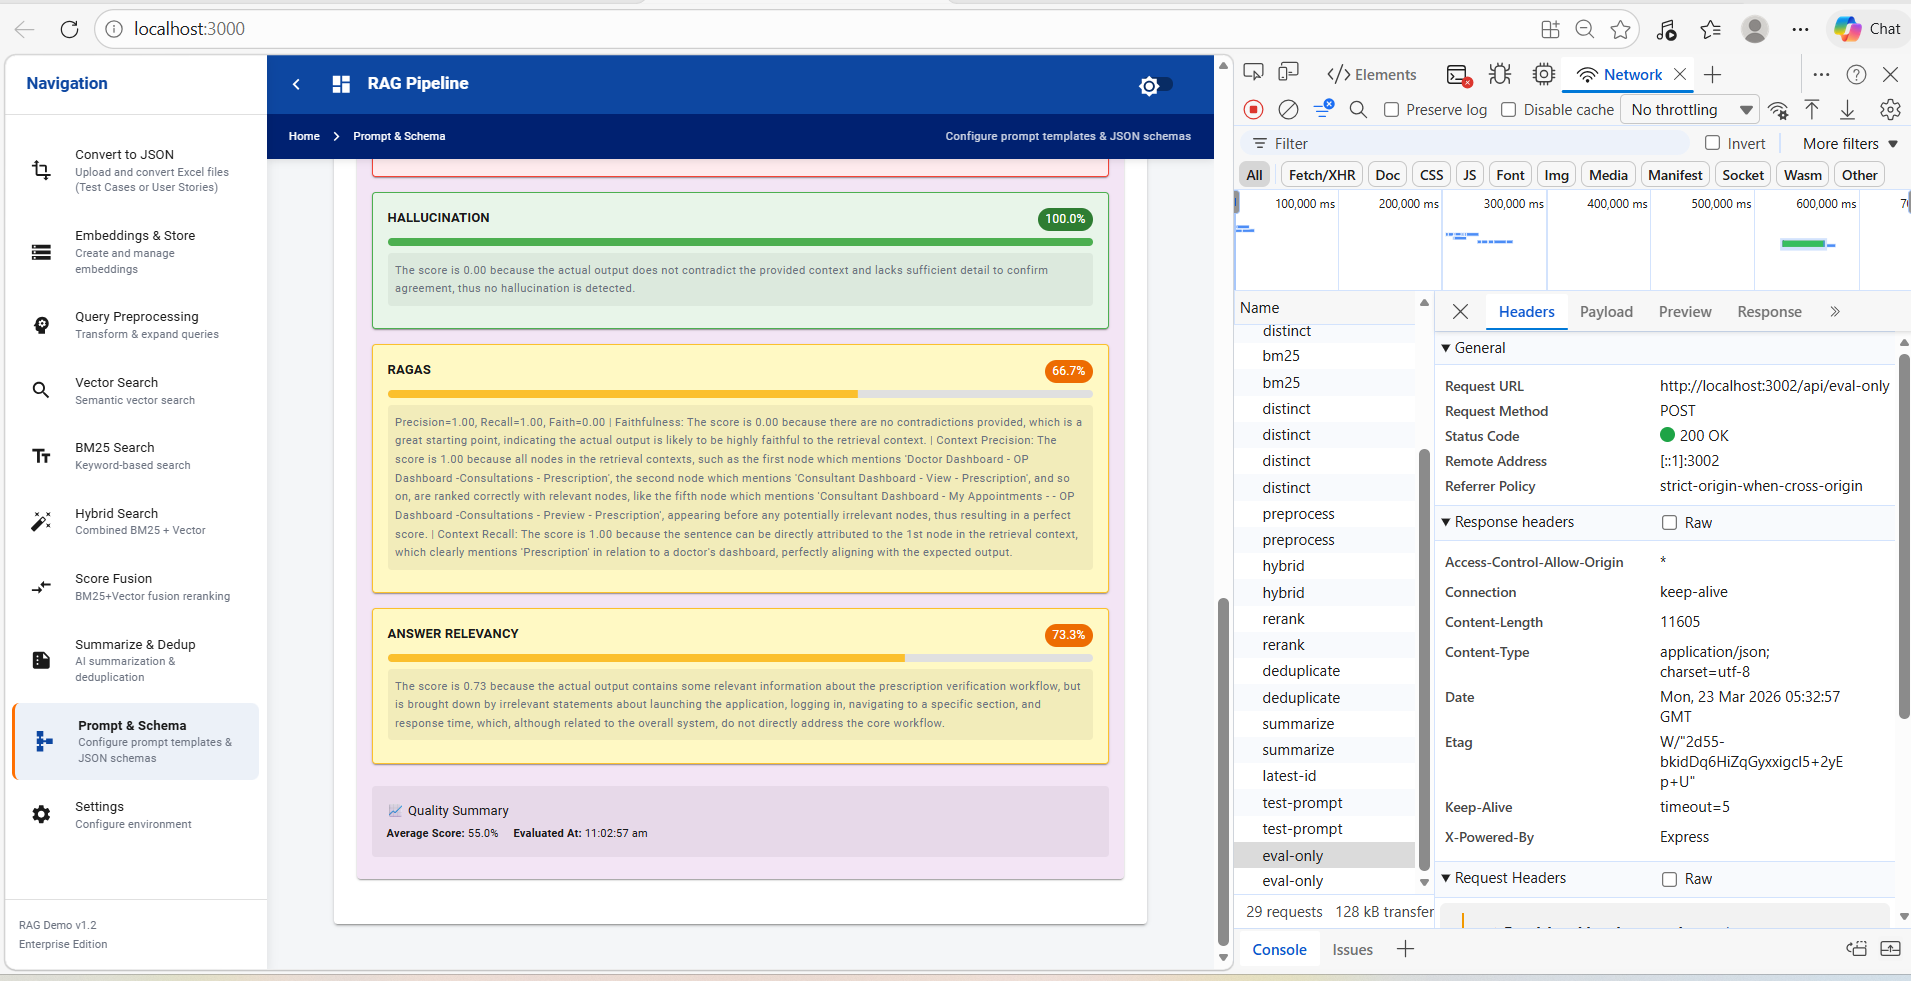 localhost:3000
Chat
Navigation
Convert to JSON
Upload and convert Excel files
(Test Cases or User Stories)
Embeddings & Store
Create and manage
embeddings
Query Preprocessing
Transform & expand queries
Vector Search
Semantic vector search
BM25 Search
Keyword-based search
Hybrid Search
Combined BM25 + Vector
Score Fusion
BM25+Vector fusion reranking
Summarize & Dedup
AI summarization &
deduplication
Prompt & Schema
Configure prompt templates &
JSON schemas
Settings
Configure environment
RAG Demo v1.2
Enterprise Edition
RAG Pipeline
Home > Prompt & Schema
Configure prompt templates & JSON schemas
HALLUCINATION
100.0%
The score is 0.00 because the actual output does not contradict the provided context and lacks sufficient detail to confirm
agreement, thus no hallucination is detected.
RAGAS
66.7%
Precision=1.00, Recall=1.00, Faith=0.00 | Faithfulness: The score is 0.00 because there are no contradictions provided, which is a
great starting point, indicating the actual output is likely to be highly faithful to the retrieval context. | Context Precision: The
score is 1.00 because all nodes in the retrieval contexts, such as the first node which mentions 'Doctor Dashboard - OP
Dashboard -Consultations - Prescription', the second node which mentions 'Consultant Dashboard - View - Prescription', and so
on, are ranked correctly with relevant nodes, like the fifth node which mentions 'Consultant Dashboard - My Appointments - - OP
Dashboard -Consultations - Preview - Prescription', appearing before any potentially irrelevant nodes, thus resulting in a perfect
score. | Context Recall: The score is 1.00 because the sentence can be directly attributed to the 1st node in the retrieval context,
which clearly mentions 'Prescription' in relation to a doctor's dashboard, perfectly aligning with the expected output.
ANSWER RELEVANCY
73.3%
The score is 0.73 because the actual output contains some relevant information about the prescription verification workflow, but
is brought down by irrelevant statements about launching the application, logging in, navigating to a specific section, and
response time, which, although related to the overall system, do not directly address the core workflow.
Quality Summary
Average Score: 55.0% Evaluated At: 11:02:57 am
Elements
Network
Preserve log
Disable cache
No throttling
Filter
Invert
More filters
All
Fetch/XHR
Doc
CSS
JS
Font
Img
Media
Manifest
Socket
Wasm
Other
100,000 ms
200,000 ms
300,000 ms
400,000 ms
500,000 ms
600,000 ms
Name
distinct
bm25
bm25
distinct
distinct
distinct
distinct
preprocess
preprocess
hybrid
hybrid
rerank
rerank
deduplicate
deduplicate
summarize
summarize
latest-id
test-prompt
test-prompt
eval-only
eval-only
29 requests
128 kB transfer
Headers
Payload
Preview
Response
General
Request URL
http://localhost:3002/api/eval-only
Request Method
POST
Status Code
200 OK
Remote Address
[::1]:3002
Referrer Policy
strict-origin-when-cross-origin
Response headers
Raw
Access-Control-Allow-Origin
*
Connection
keep-alive
Content-Length
11605
Content-Type
application/json;
charset=utf-8
Date
Mon, 23 Mar 2026 05:32:57
GMT
Etag
W/"2d55-
bkidDq6HiZqGyxxigcI5+2yE
p+U"
Keep-Alive
timeout=5
X-Powered-By
Express
Request Headers
Raw
Console
Issues